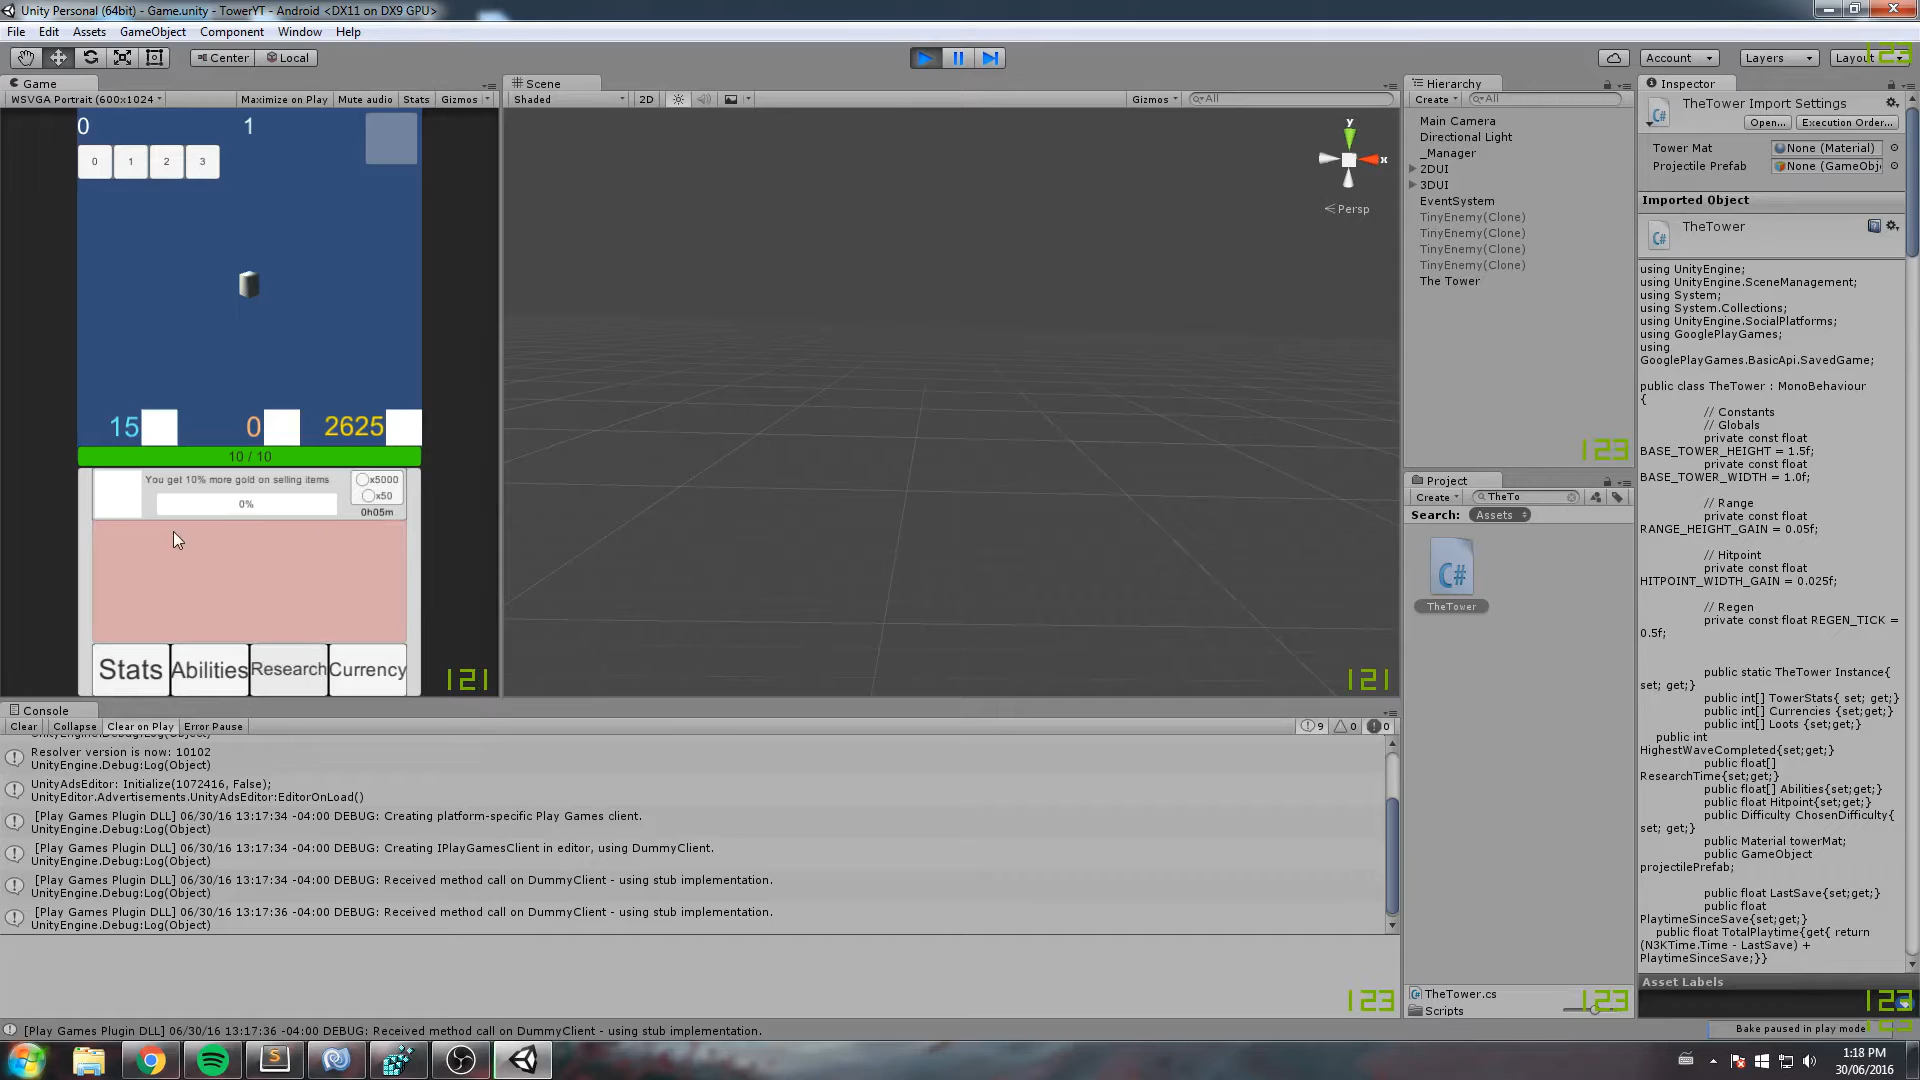 Unity Personal (64bit) - Game.unity - TowerYT - Android <DX11 on DX9 GPU>
File Edit Assets GameObject Component Window Help
Center Local
Account Layers Layout
123
Game
WSVGA Portrait (600x1024 Maximize on Play Mute audio Stats Gizmos
0 1
0 1 2 3
15 0 2625
10 / 10
You get 10% more gold on selling items
0%
x5000
x50
0h05m
Stats Abilities Research Currency
121
Scene
Shaded 2D Gizmos All
y
x
Persp
121
Hierarchy
Create All
Main Camera
Directional Light
_Manager
2DUI
3DUI
EventSystem
TinyEnemy(Clone)
TinyEnemy(Clone)
TinyEnemy(Clone)
TinyEnemy(Clone)
The Tower
123
Project
Create TheTo
Search: Assets
C#
TheTower
TheTower.cs
Scripts
123
Inspector
TheTower Import Settings
C#
Open... Execution Order...
Tower Mat None (Material)
Projectile Prefab None (GameObj
Imported Object
TheTower
C#
using UnityEngine;
using UnityEngine.SceneManagement;
using System;
using System.Collections;
using UnityEngine.SocialPlatforms;
using GooglePlayGames;
using
GooglePlayGames.BasicApi.SavedGame;
public class TheTower : MonoBehaviour
{
// Constants
// Globals
private const float
BASE_TOWER_HEIGHT = 1.5f;
private const float
BASE_TOWER_WIDTH = 1.0f;
// Range
private const float
RANGE_HEIGHT_GAIN = 0.05f;
// Hitpoint
private const float
HITPOINT_WIDTH_GAIN = 0.025f;
// Regen
private const float REGEN_TICK =
0.5f;
public static TheTower Instance{
set; get;}
public int[] TowerStats{ set; get;}
public int[] Currencies {set;get;}
public int[] Loots {set;get;}
public int
HighestWaveCompleted{set;get;}
public float[]
ResearchTime{set;get;}
public float[] Abilities{set;get;}
public float Hitpoint{set;get;}
public Difficulty ChosenDifficulty{
set; get;}
public Material towerMat;
public GameObject
projectilePrefab;
public float LastSave{set;get;}
public float
PlaytimeSinceSave{set;get;}
public float TotalPlaytime{get{ return
(N3KTime.Time - LastSave) +
PlaytimeSinceSave;}}
Asset Labels
123
Console
Clear Collapse Clear on Play Error Pause 9 0 0
UnityEngine.Debug:Log(Object)
Resolver version is now: 10102
UnityEngine.Debug:Log(Object)
UnityAdsEditor: Initialize(1072416, False);
UnityEditor.Advertisements.UnityAdsEditor:EditorOnLoad()
[Play Games Plugin DLL] 06/30/16 13:17:34 -04:00 DEBUG: Creating platform-specific Play Games client.
UnityEngine.Debug:Log(Object)
[Play Games Plugin DLL] 06/30/16 13:17:34 -04:00 DEBUG: Creating IPlayGamesClient in editor, using DummyClient.
UnityEngine.Debug:Log(Object)
[Play Games Plugin DLL] 06/30/16 13:17:34 -04:00 DEBUG: Received method call on DummyClient - using stub implementation.
UnityEngine.Debug:Log(Object)
[Play Games Plugin DLL] 06/30/16 13:17:36 -04:00 DEBUG: Received method call on DummyClient - using stub implementation.
UnityEngine.Debug:Log(Object)
123
[Play Games Plugin DLL] 06/30/16 13:17:36 -04:00 DEBUG: Received method call on DummyClient - using stub implementation.
Bake paused in play mode
S
1:18 PM
30/06/2016